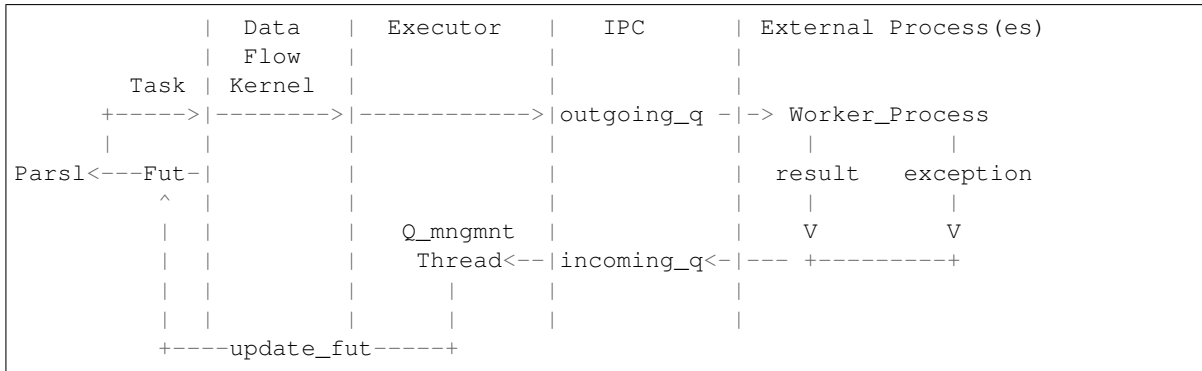 | Data | Executor | IPC | External Process(es)
        | Flow | | |
   Task | Kernel | | |
 +----->|-------->|------------>|outgoing_q -|-> Worker_Process
 | | | | | | |
Parsl<---Fut-| | | | result exception
 ^ | | | | | |
 | | | Q_mngmnt | | V V
 | | | Thread<--|incoming_q<-|--- +---------+
 | | | | | |
 | | | | | |
 +----update_fut-----+